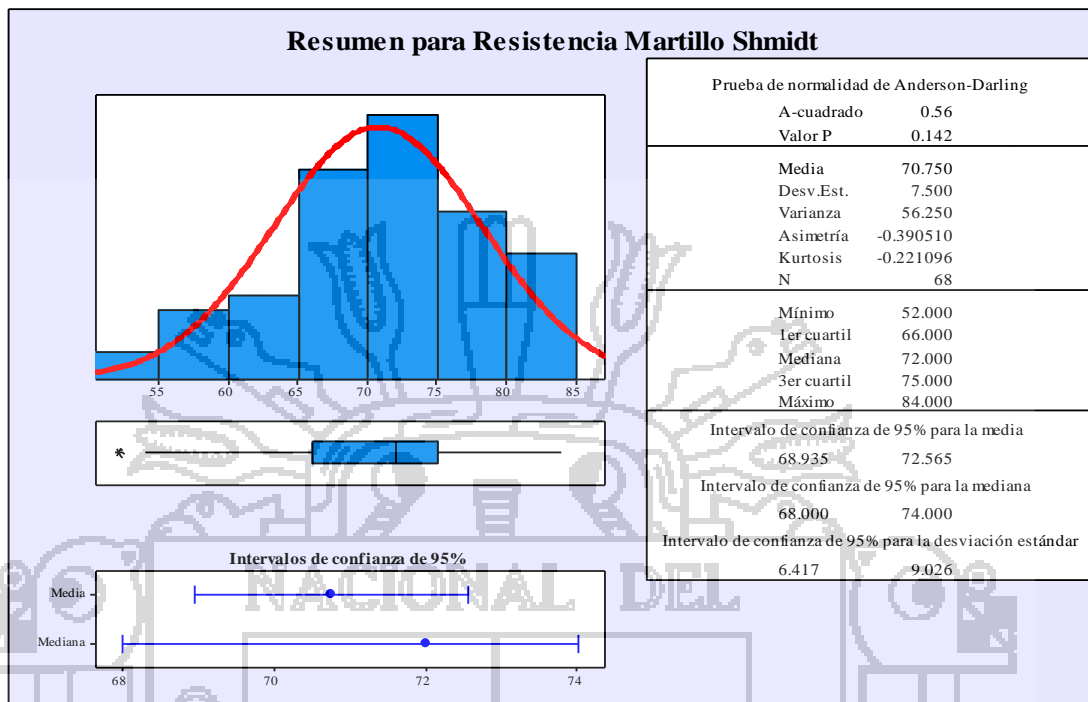 Resumen para Resistencia Martillo Shmidt
55 60 65 70 75 80 85
*
Intervalos de confianza de 95%
Media
Mediana
68 70 72 74
Prueba de normalidad de Anderson-Darling
A-cuadrado 0.56
Valor P 0.142
Media 70.750
Desv.Est. 7.500
Varianza 56.250
Asimetría -0.390510
Kurtosis -0.221096
N 68
Mínimo 52.000
1er cuartil 66.000
Mediana 72.000
3er cuartil 75.000
Máximo 84.000
Intervalo de confianza de 95% para la media
68.935 72.565
Intervalo de confianza de 95% para la mediana
68.000 74.000
Intervalo de confianza de 95% para la desviación estándar
6.417 9.026
NACIONAL DEL